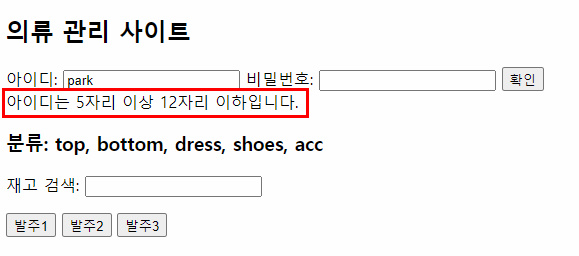 의류 관리 사이트
아이디: park 비밀번호: 확인
아이디는 5자리 이상 12자리 이하입니다.
분류: top, bottom, dress, shoes, acc
재고 검색:
발주1 발주2 발주3